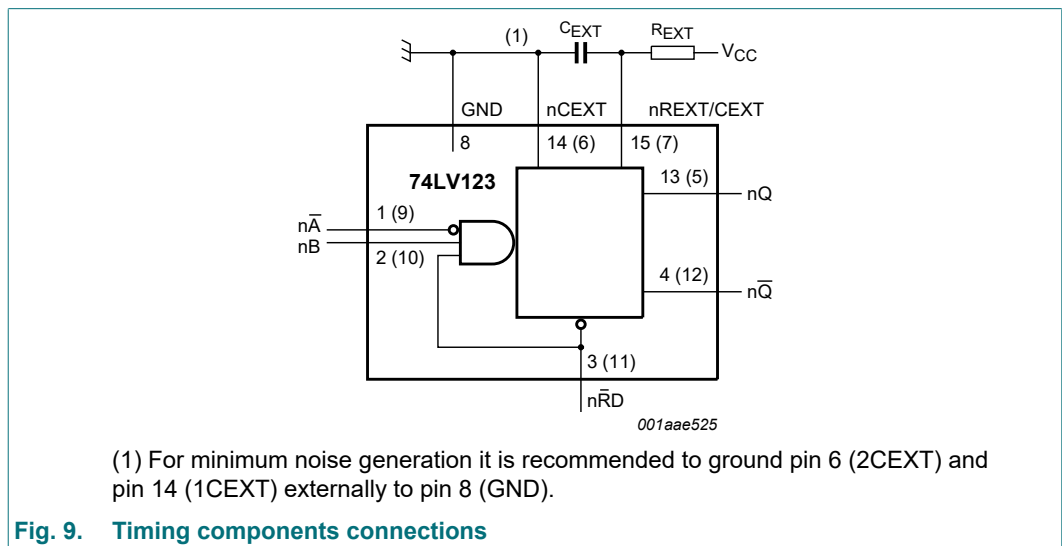 (1) CEXT REXT
VCC
GND nCEXT nREXT/CEXT
8 14 (6) 15 (7)
74LV123 13 (5)
nQ
nA̅ 1 (9)
nB
2 (10)
4 (12)
nQ̅
3 (11)
nR̅D
001aae525
(1) For minimum noise generation it is recommended to ground pin 6 (2CEXT) and
pin 14 (1CEXT) externally to pin 8 (GND).
Fig. 9. Timing components connections